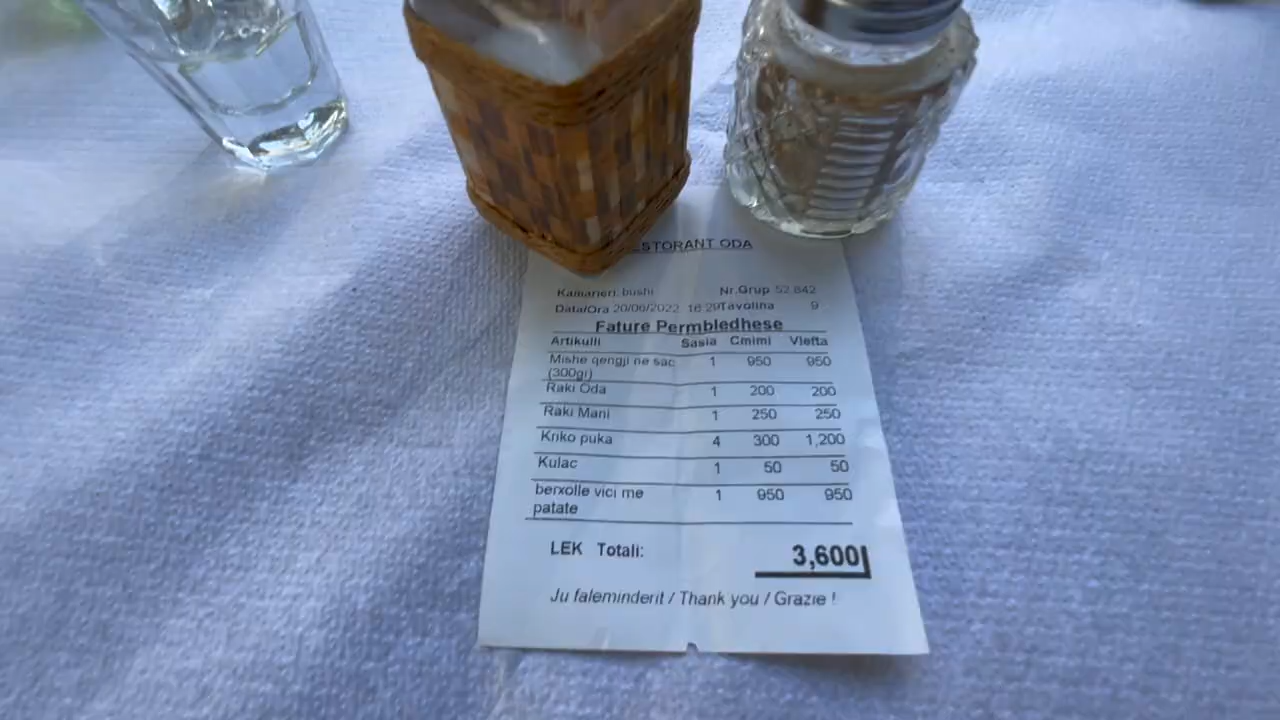 STORANT ODA
Kamarieri bushi Nr.Grup 52.842
Data/Ora 20/06/2022 16:29 Tavolina 9
Fature Permbledhese
Artikulli Sasia Cmimi Vlefta
Mishe qengji ne sac 1 950 950
(300gr)
Raki Oda 1 200 200
Raki Mani 1 250 250
Kriko puka 4 300 1,200
Kulac 1 50 50
berxolle vici me 1 950 950
patate
LEK Totali: 3,600
Ju faleminderit / Thank you / Grazie !